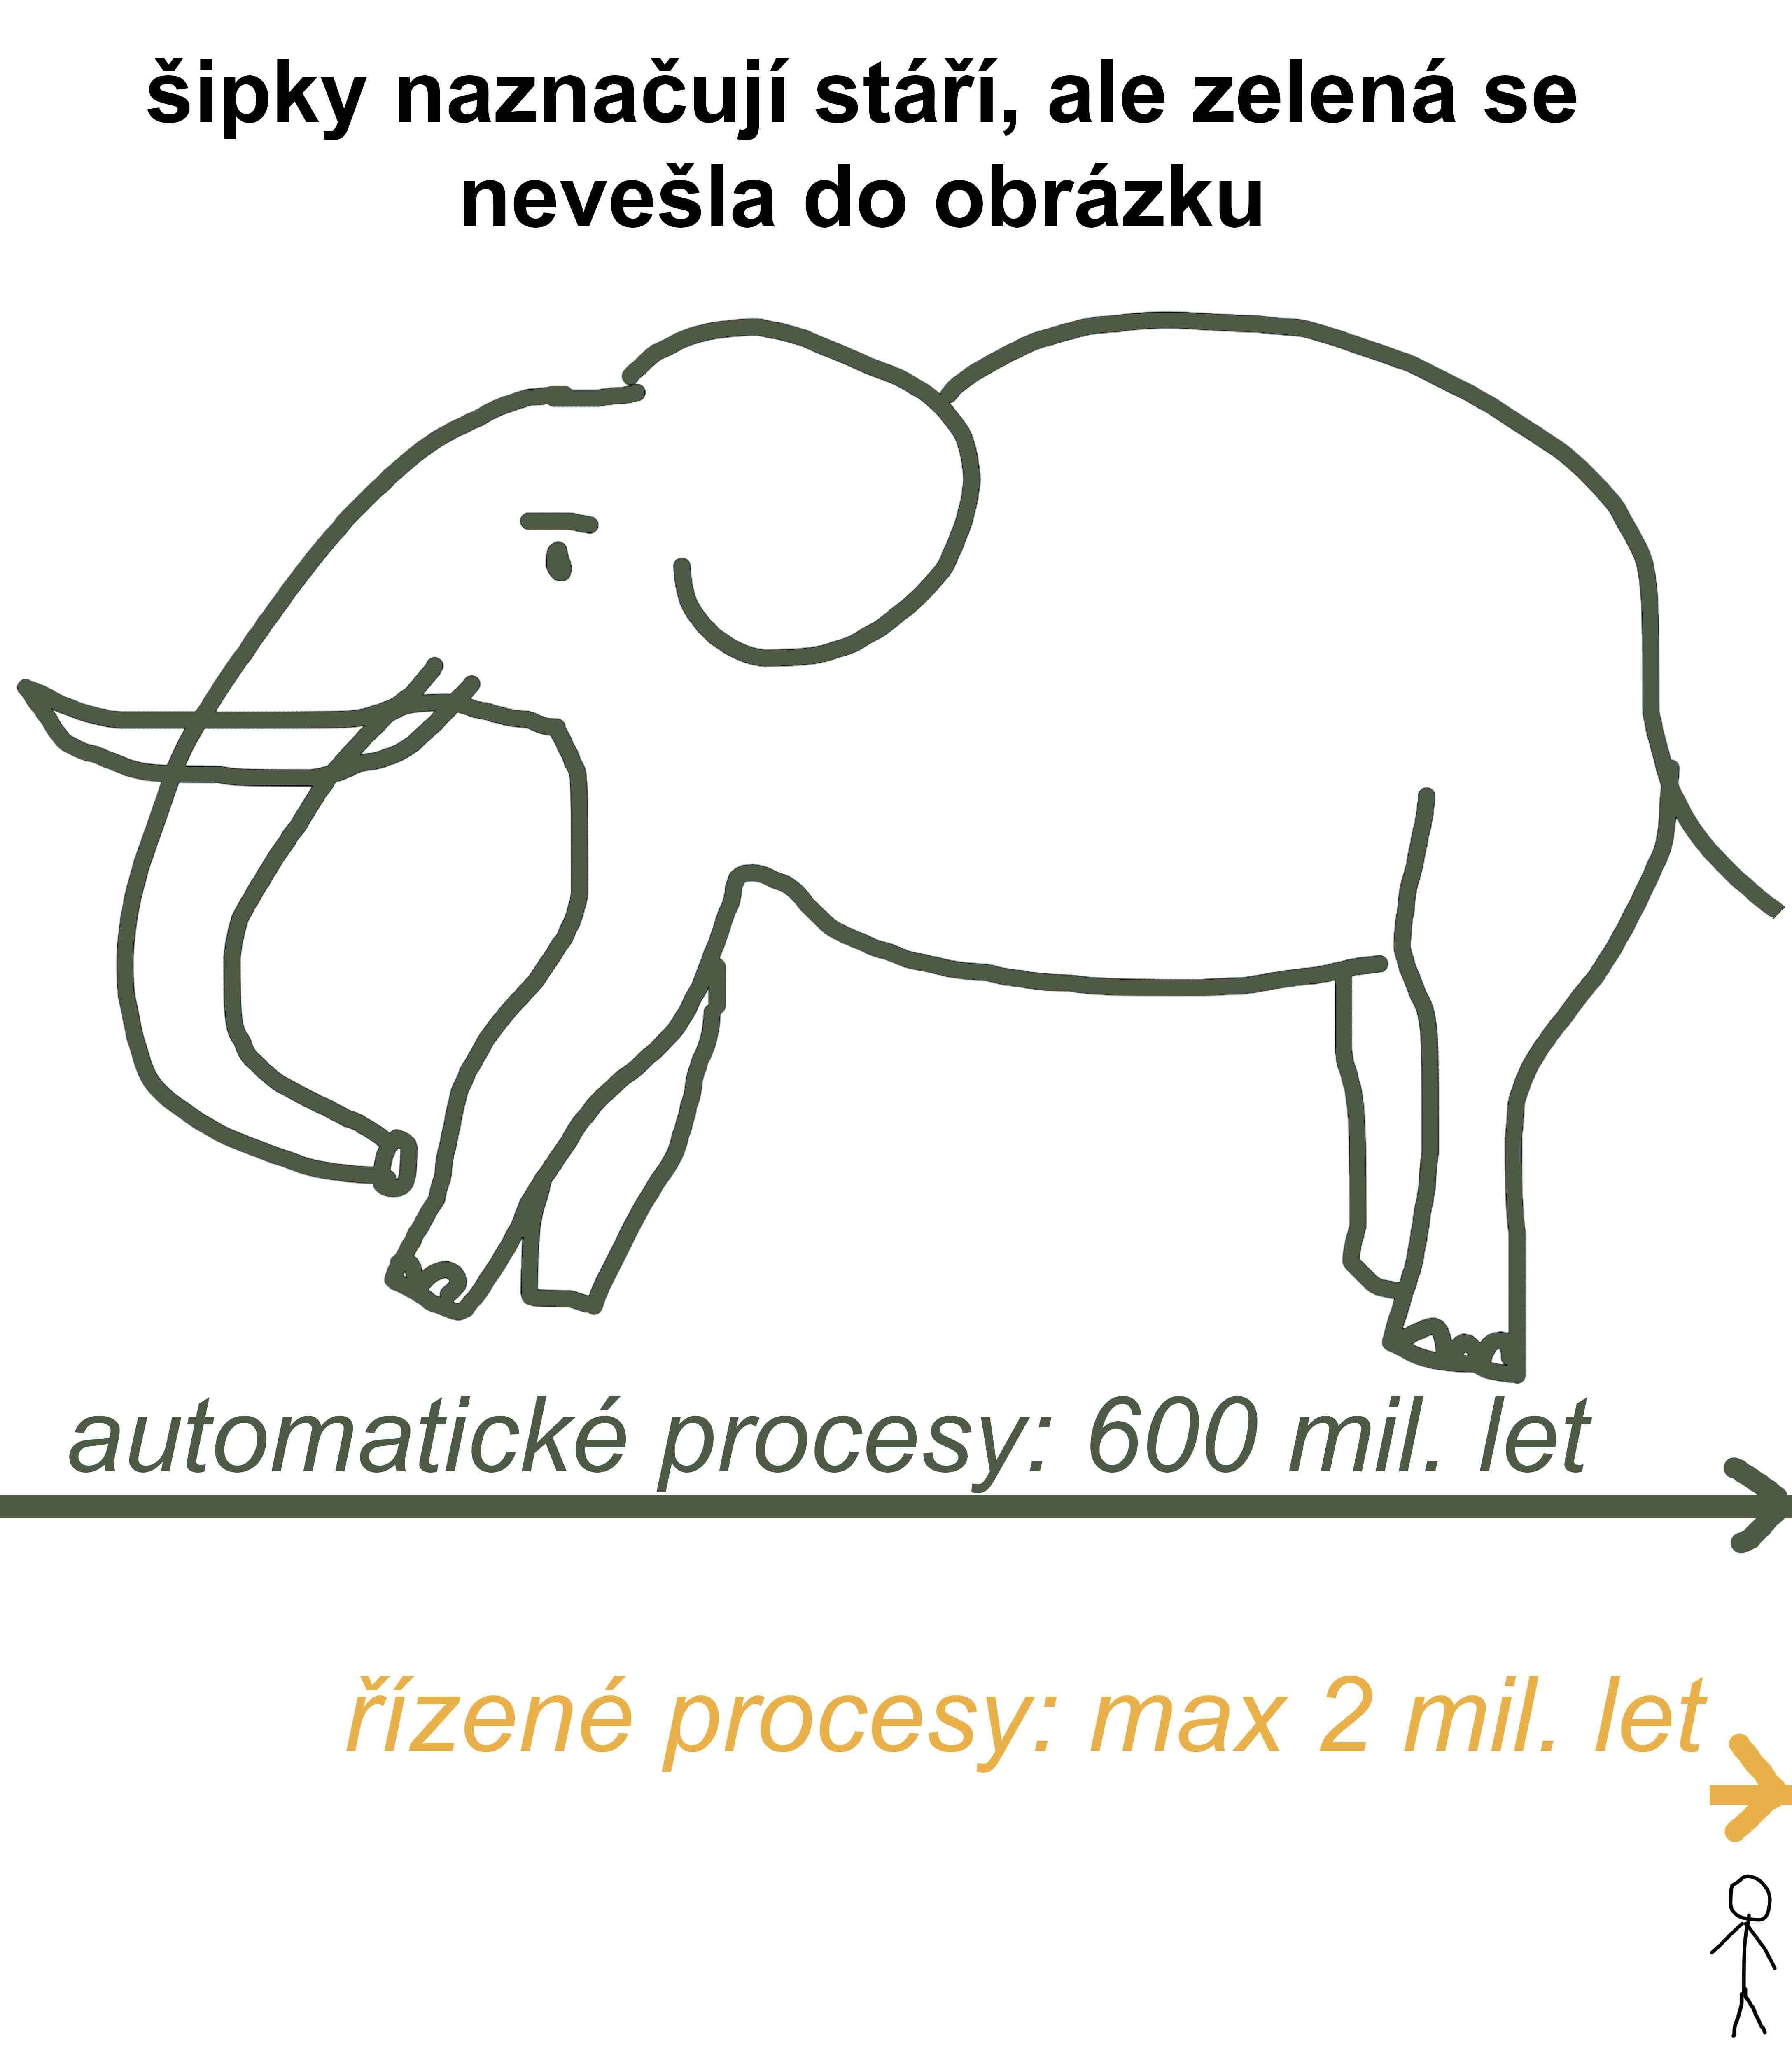 šipky naznačují stáří, ale zelená se
nevešla do obrázku
automatické procesy: 600 mil. let
řízené procesy: max 2 mil. let